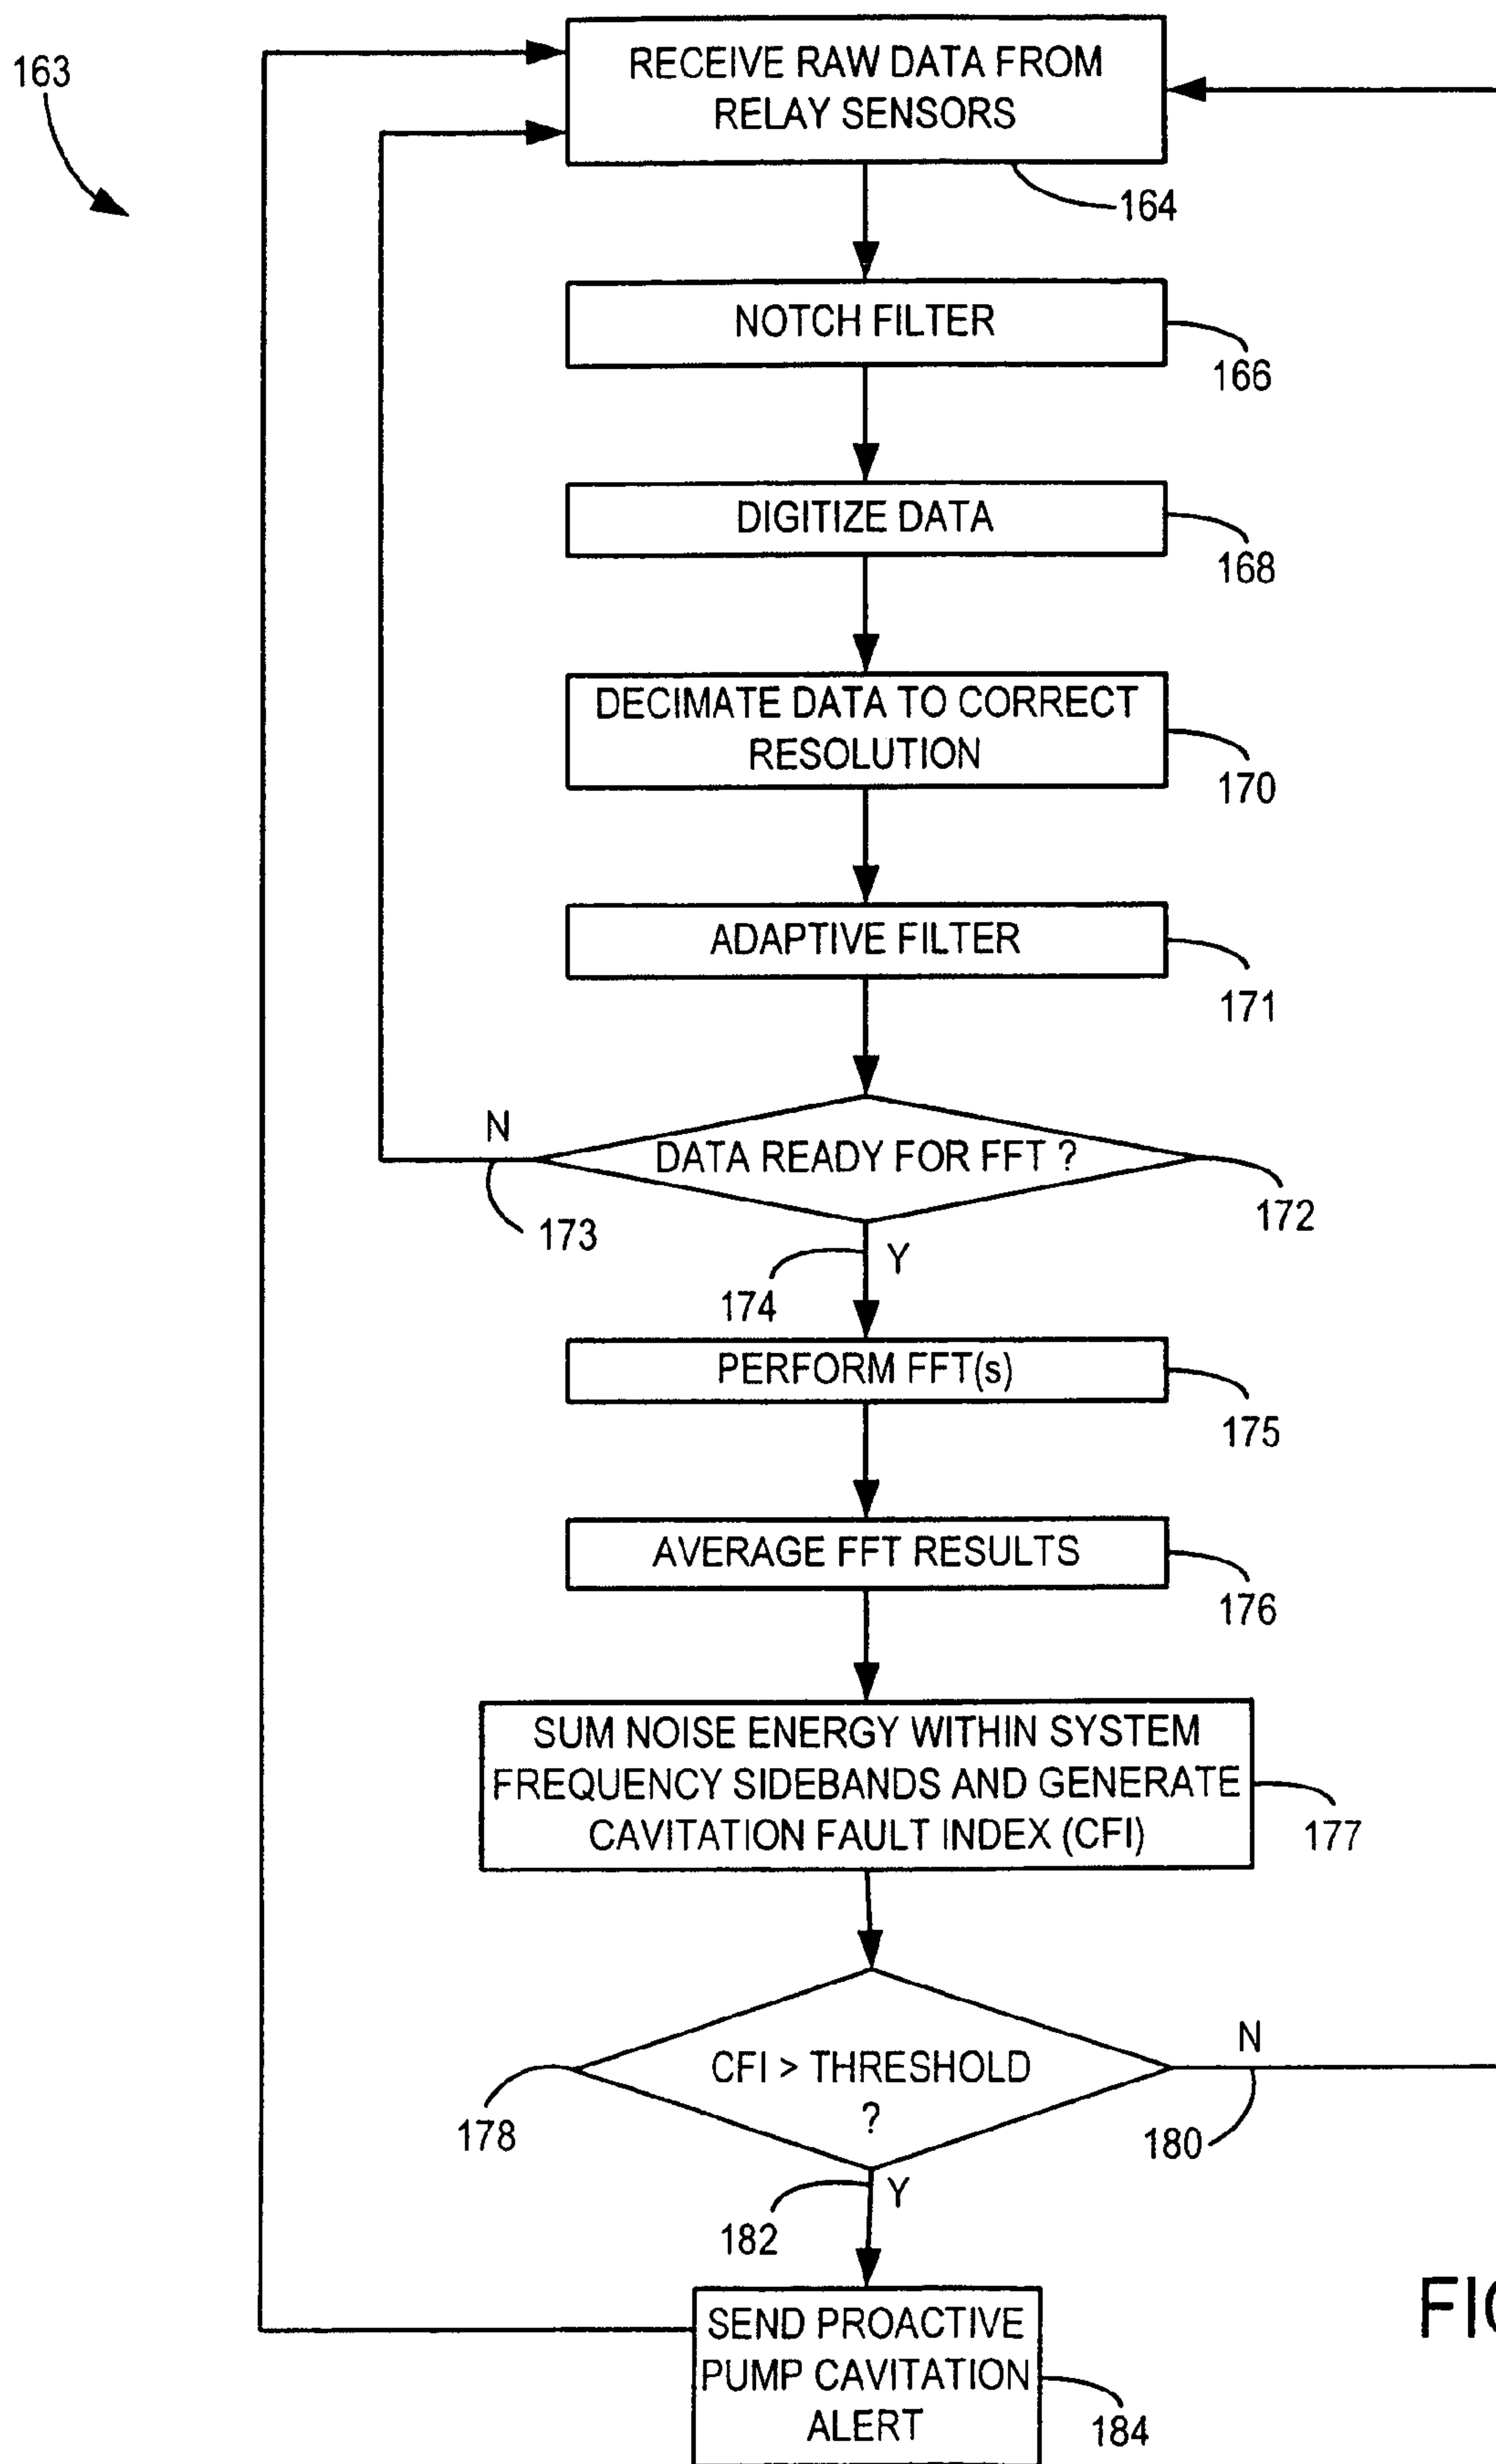 163
RECEIVE RAW DATA FROM
RELAY SENSORS
164
NOTCH FILTER
166
DIGITIZE DATA
168
DECIMATE DATA TO CORRECT
RESOLUTION
170
ADAPTIVE FILTER
171
N
DATA READY FOR FFT ?
173
172
Y
174
PERFORM FFT(s)
175
AVERAGE FFT RESULTS
176
SUM NOISE ENERGY WITHIN SYSTEM
FREQUENCY SIDEBANDS AND GENERATE
CAVITATION FAULT INDEX (CFI)
177
N
CFI > THRESHOLD
?
178
180
Y
182
SEND PROACTIVE
PUMP CAVITATION
ALERT
184